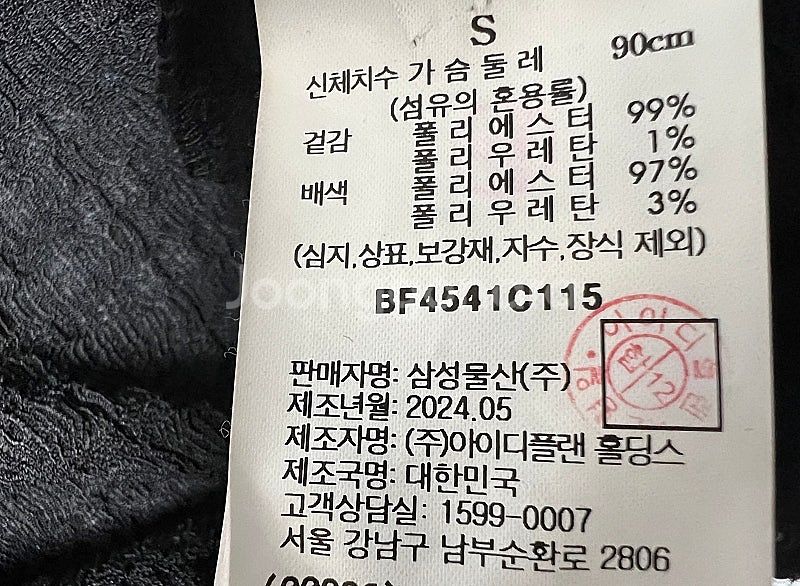 S
90cm
신체치수 가 슴 둘 레
(섬유의 혼용률)
겉감 폴 리 에 스 터 99%
폴 리 우 레 탄 1%
배색 폴 리 에 스 터 97%
폴 리 우 레 탄 3%
(심지,상표,보강재,자수,장식 제외)
BF4541C115
판매자명: 삼성물산(주)
제조년월: 2024.05
제조자명: (주)아이디플랜 홀딩스
제조국명: 대한민국
고객상담실: 1599-0007
서울 강남구 남부순환로 2806